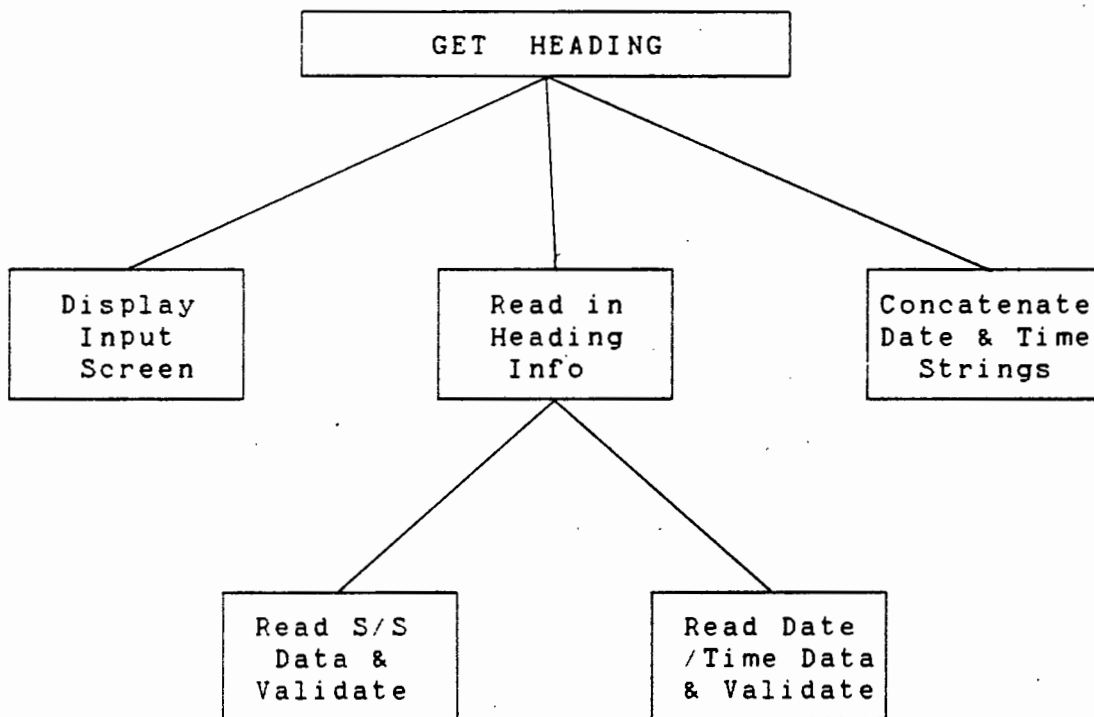 GET HEADING
Display
Input
Screen
Read in
Heading
Info
Concatenate
Date & Time
Strings
Read S/S
Data &
Validate
Read Date
/Time Data
& Validate